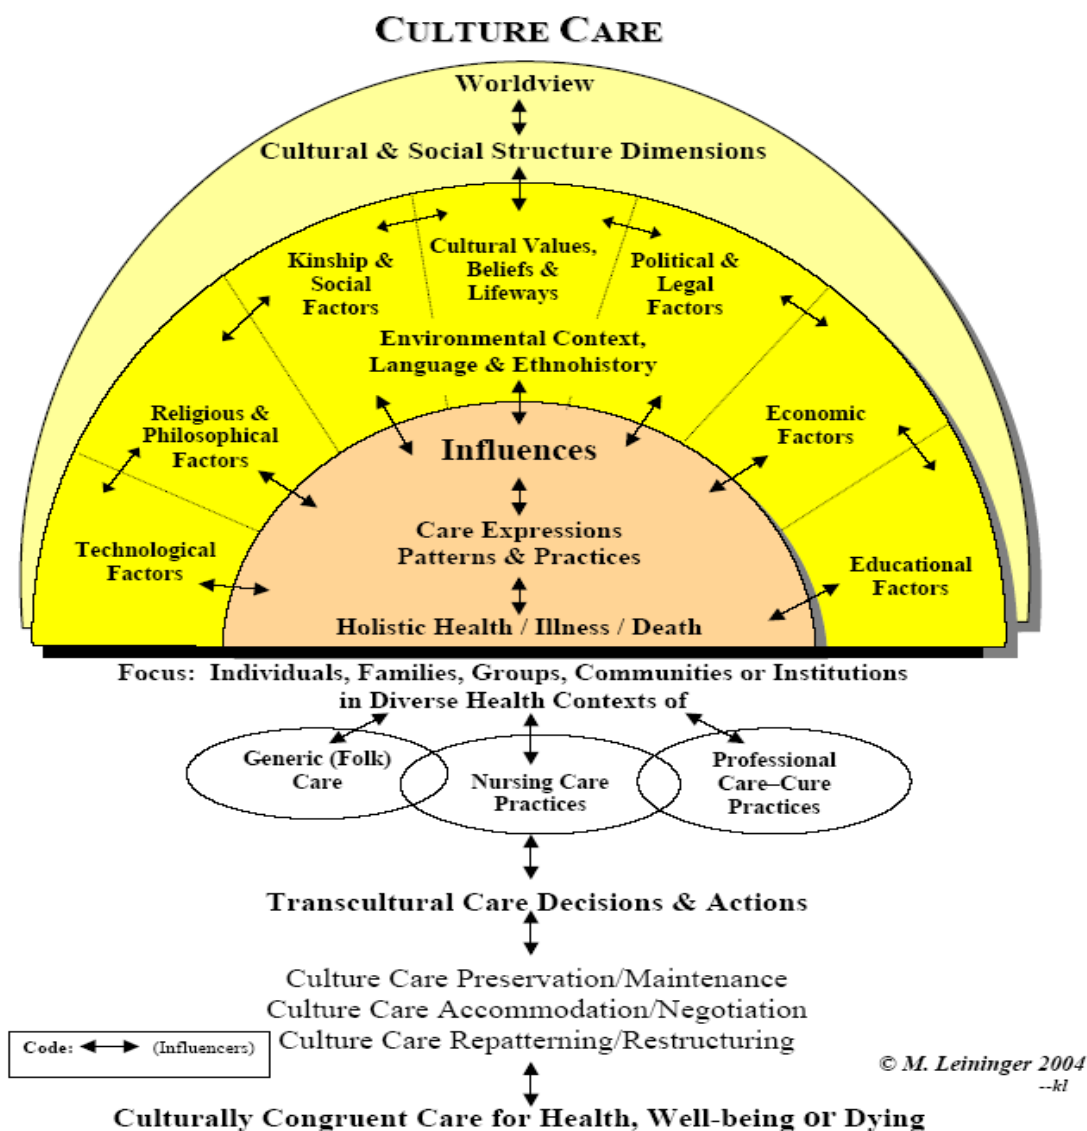 CULTURE CARE
Worldview
Cultural & Social Structure Dimensions
Kinship &
Social
Factors
Cultural Values,
Beliefs &
Lifeways
Political &
Legal
Factors
Environmental Context,
Language & Ethnohistory
Religious &
Philosophical
Factors
Economic
Factors
Technological
Factors
Educational
Factors
Influences
Care Expressions
Patterns & Practices
Holistic Health / Illness / Death
Focus: Individuals, Families, Groups, Communities or Institutions
in Diverse Health Contexts of
Generic (Folk)
Care
Nursing Care
Practices
Professional
Care–Cure
Practices
Transcultural Care Decisions & Actions
Culture Care Preservation/Maintenance
Culture Care Accommodation/Negotiation
Culture Care Repatterning/Restructuring
Code: (Influencers)
© M. Leininger 2004
--kl
Culturally Congruent Care for Health, Well-being or Dying